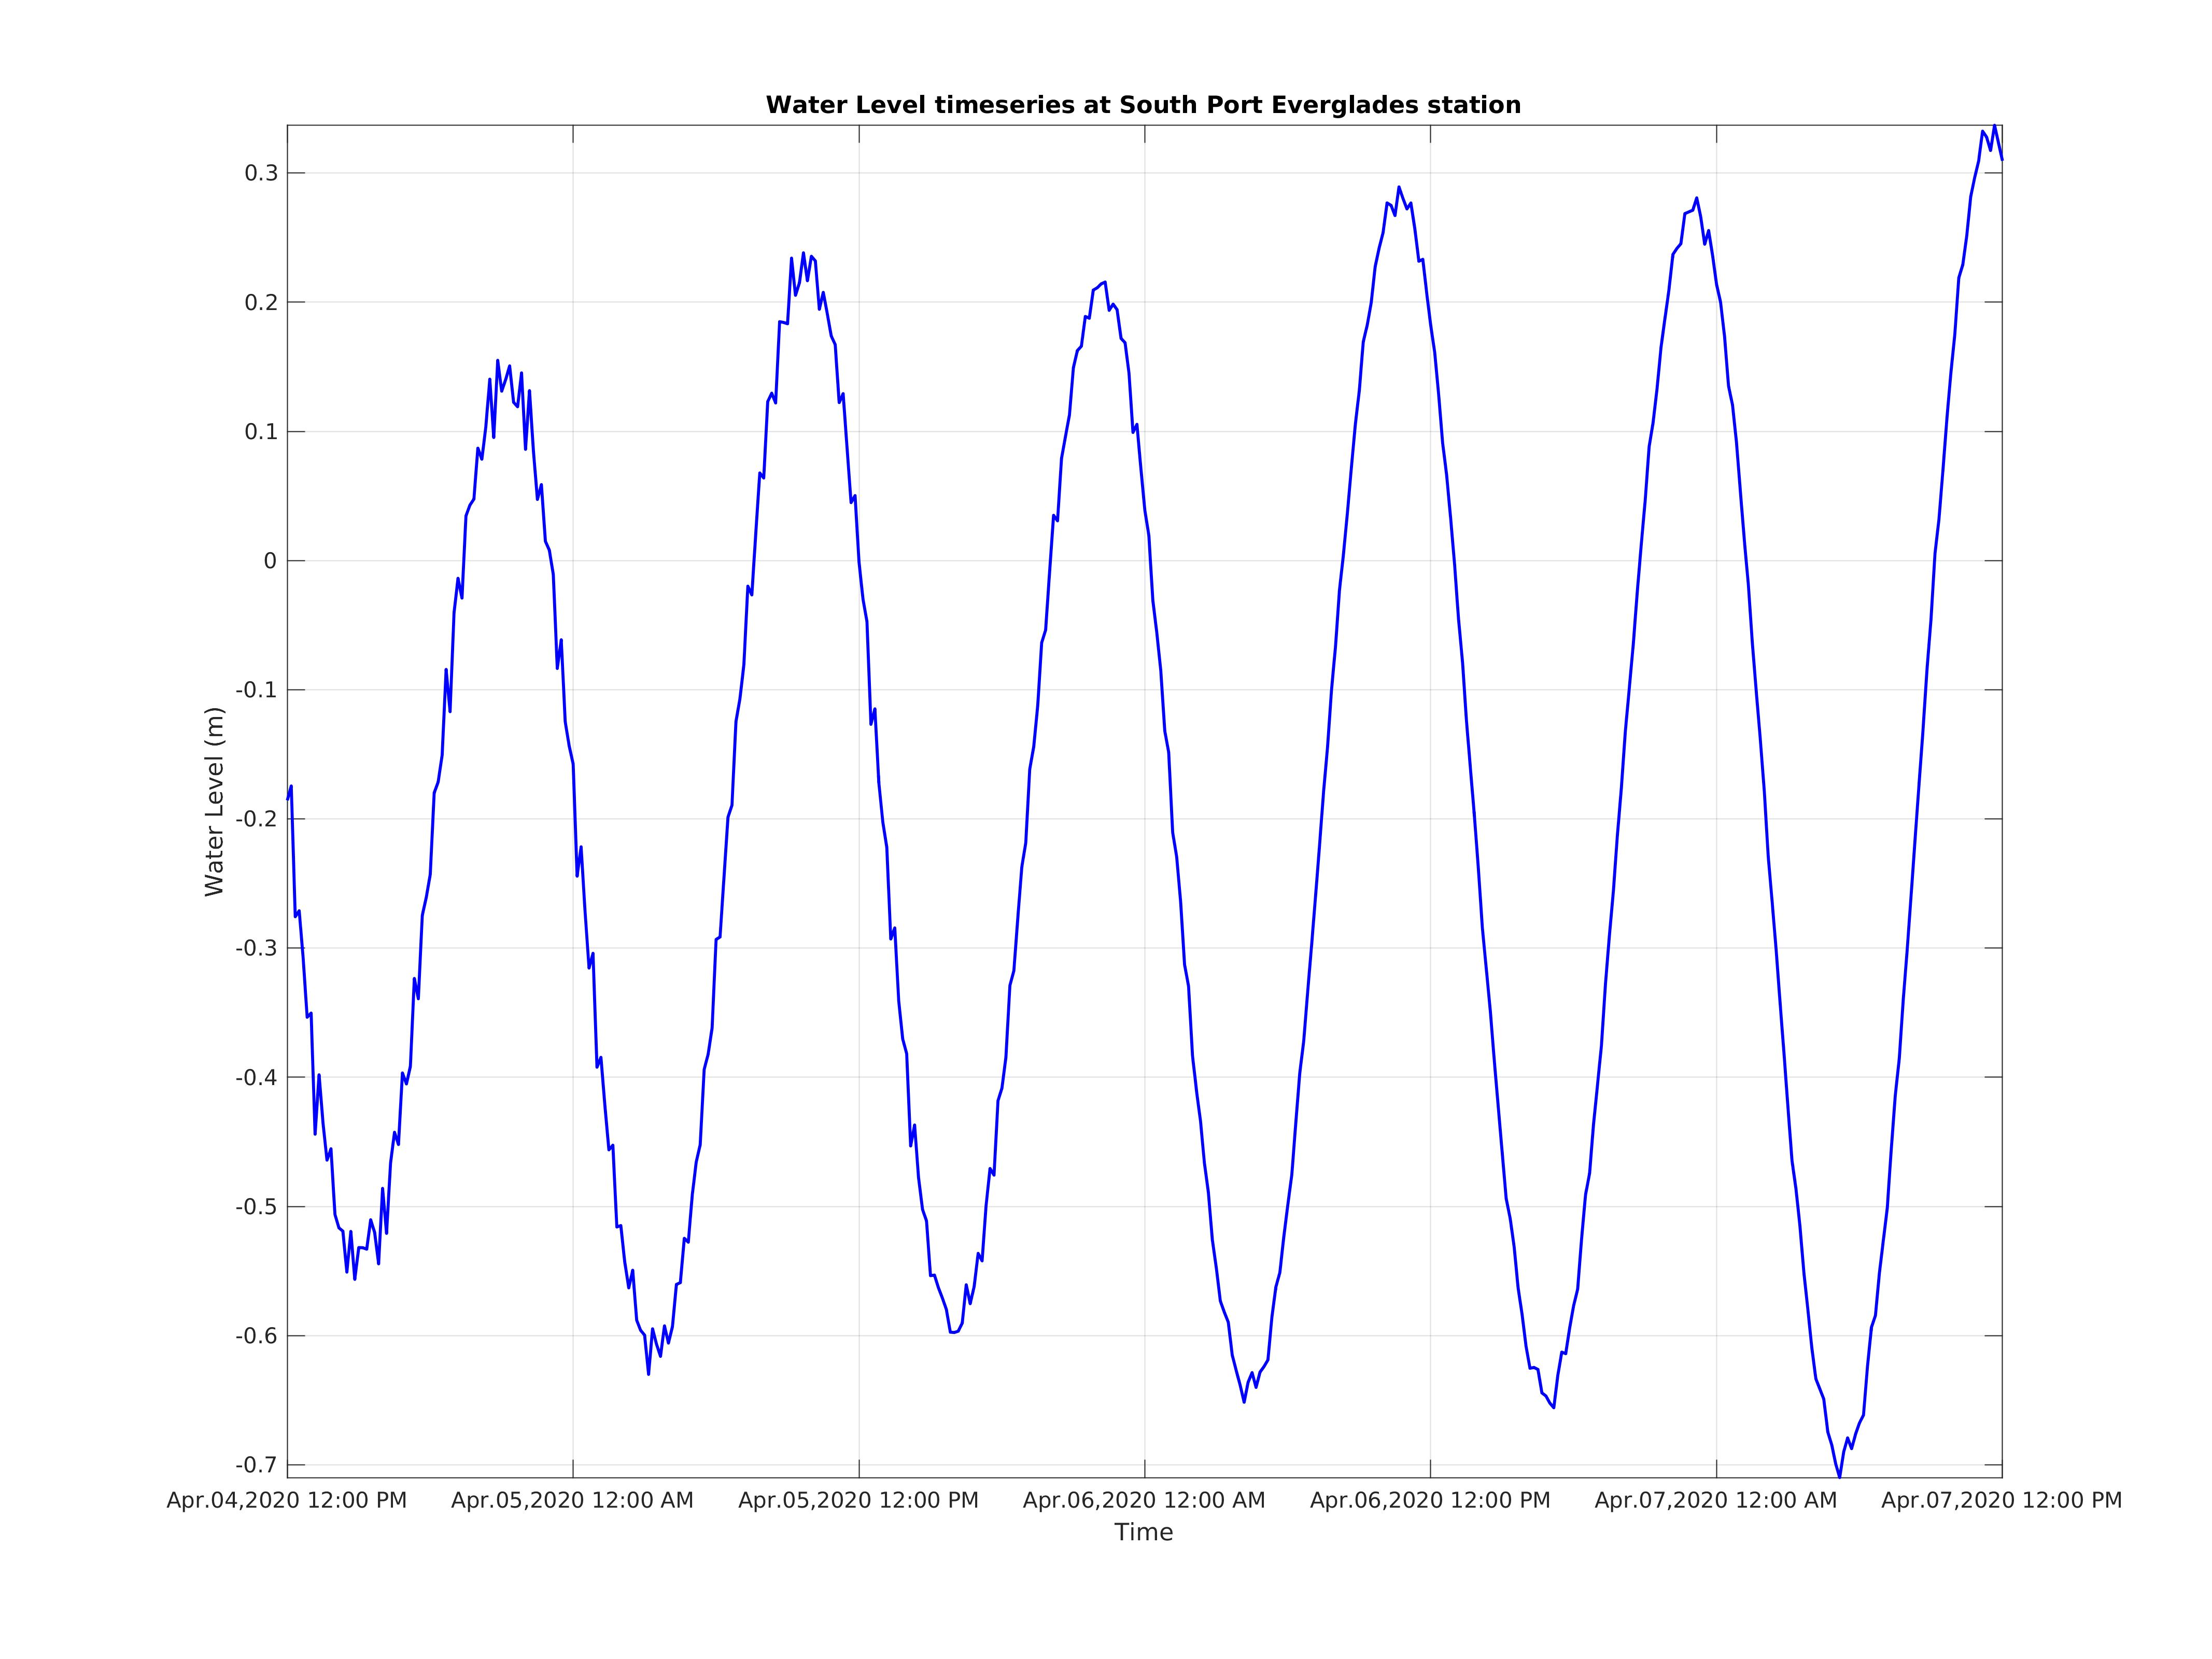 Water Level timeseries at South Port Everglades station
0.3
0.2
0.1
0
-0.1
-0.2
-0.3
-0.4
-0.5
-0.6
-0.7
Water Level (m)
Apr.04,2020 12:00 PM Apr.05,2020 12:00 AM Apr.05,2020 12:00 PM Apr.06,2020 12:00 AM Apr.06,2020 12:00 PM Apr.07,2020 12:00 AM Apr.07,2020 12:00 PM
Time